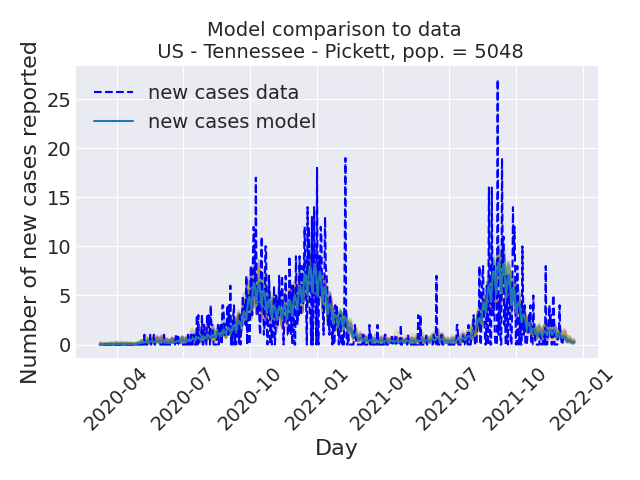 Model comparison to data
US - Tennessee - Pickett, pop. = 5048
Number of new cases reported
new cases data
new cases model
25
20
15
10
5
0
2020-04
2020-07
2020-10
2021-01
2021-04
2021-07
2021-10
2022-01
Day